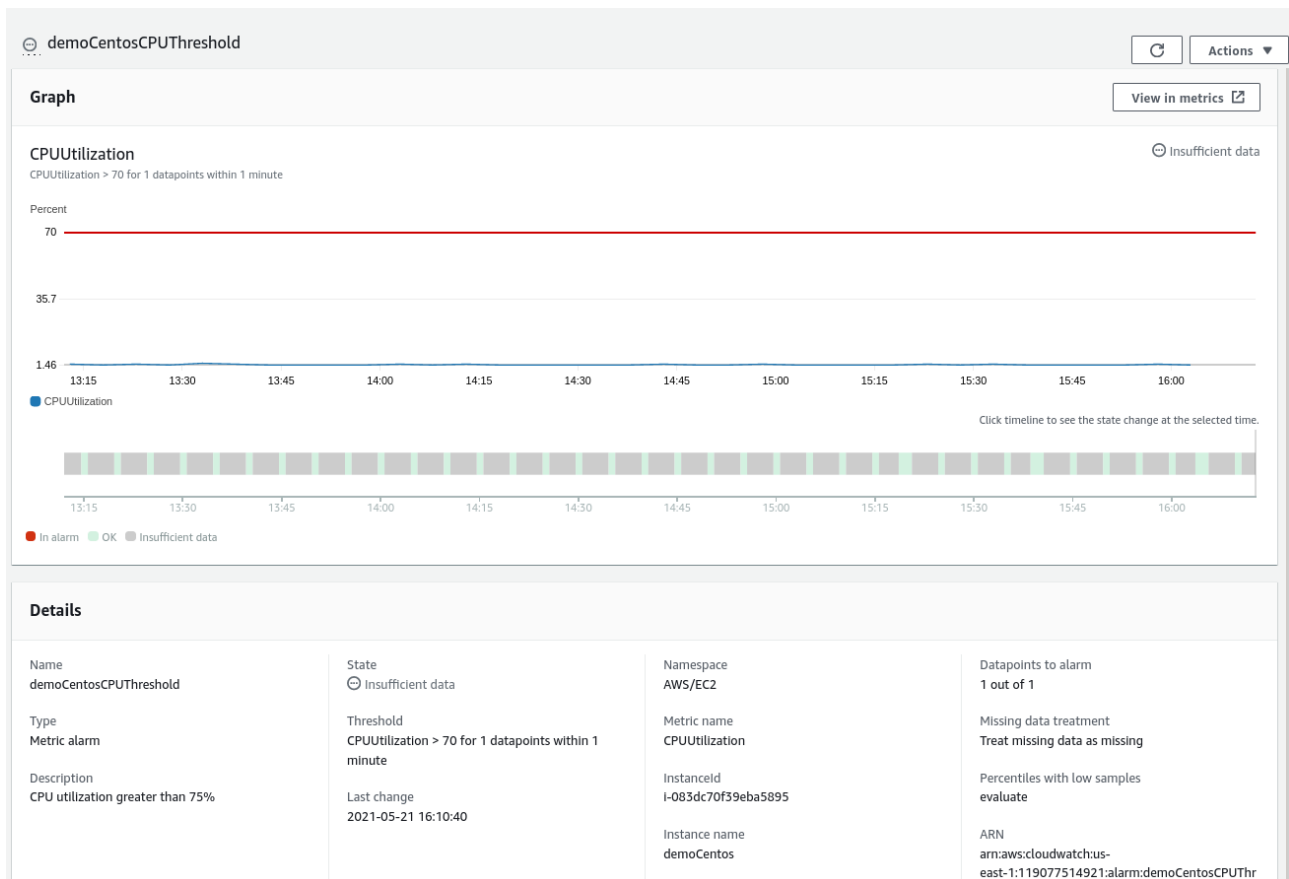 demoCentosCPUThreshold
Actions
Graph
View in metrics
CPUUtilization
Insufficient data
CPUUtilization > 70 for 1 datapoints within 1 minute
Percent
70
35.7
1.46
13:15 13:30 13:45 14:00 14:15 14:30 14:45 15:00 15:15 15:30 15:45 16:00
CPUUtilization
Click timeline to see the state change at the selected time.
13:15 13:30 13:45 14:00 14:15 14:30 14:45 15:00 15:15 15:30 15:45 16:00
In alarm OK Insufficient data
Details
Name
demoCentosCPUThreshold
Type
Metric alarm
Description
CPU utilization greater than 75%
State
Insufficient data
Threshold
CPUUtilization > 70 for 1 datapoints within 1
minute
Last change
2021-05-21 16:10:40
Namespace
AWS/EC2
Metric name
CPUUtilization
InstanceId
i-083dc70f39eba5895
Instance name
demoCentos
Datapoints to alarm
1 out of 1
Missing data treatment
Treat missing data as missing
Percentiles with low samples
evaluate
ARN
arn:aws:cloudwatch:us-
east-1:119077514921:alarm:demoCentosCPUThr